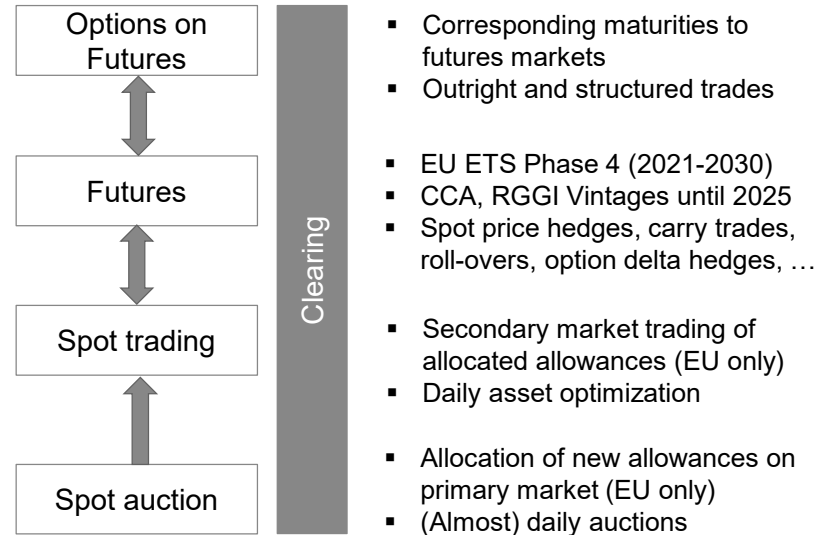 Options on
Futures
▪ Corresponding maturities to
futures markets
▪ Outright and structured trades
Futures
▪ EU ETS Phase 4 (2021-2030)
▪ CCA, RGGI Vintages until 2025
▪ Spot price hedges, carry trades,
roll-overs, option delta hedges, …
Clearing
Spot trading
▪ Secondary market trading of
allocated allowances (EU only)
▪ Daily asset optimization
Spot auction
▪ Allocation of new allowances on
primary market (EU only)
▪ (Almost) daily auctions